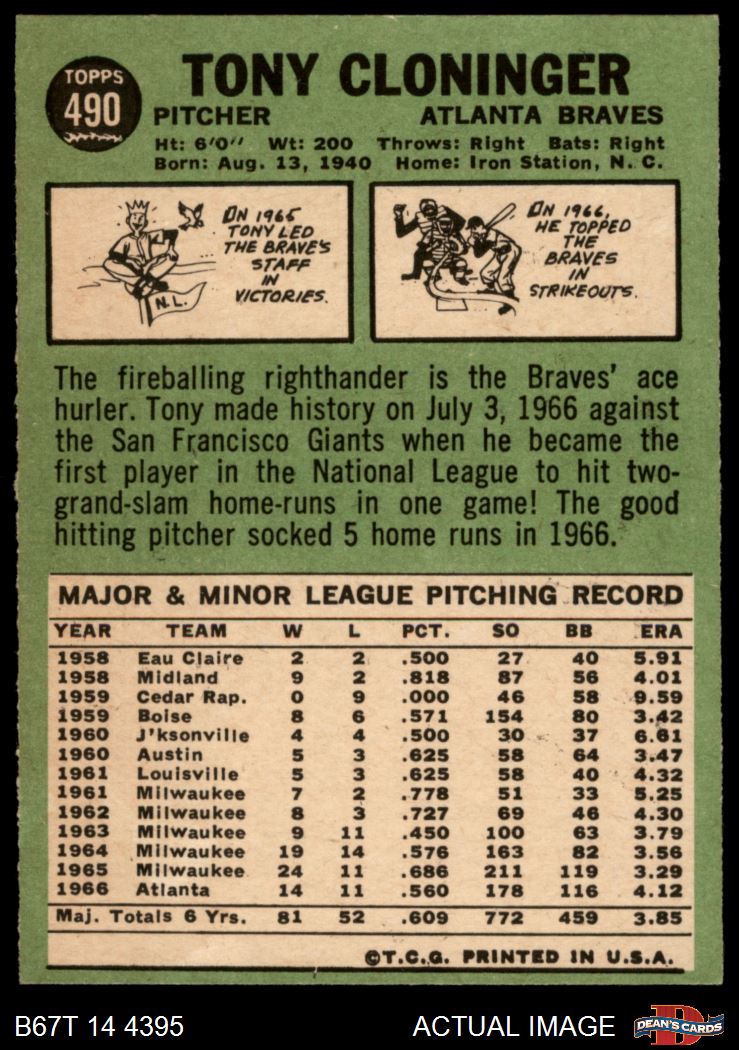 TOPPS
490
TONY CLONINGER
PITCHER ATLANTA BRAVES
Ht: 6'0" Wt: 200 Throws: Right Bats: Right
Born: Aug. 13, 1940 Home: Iron Station, N. C.
IN 1965
TONY LED
THE BRAVE'S
STAFF
IN
VICTORIES.
N.L.
IN 1966,
HE TOPPED
THE
BRAVES
IN
STRIKEOUTS.
The fireballing righthander is the Braves' ace
hurler. Tony made history on July 3, 1966 against
the San Francisco Giants when he became the
first player in the National League to hit two-
grand-slam home-runs in one game! The good
hitting pitcher socked 5 home runs in 1966.
MAJOR & MINOR LEAGUE PITCHING RECORD
YEAR TEAM W L PCT. SO BB ERA
1958 Eau Claire 2 2 .500 27 40 5.91
1958 Midland 9 2 .818 87 56 4.01
1959 Cedar Rap. 0 9 .000 46 58 9.59
1959 Boise 8 6 .571 154 80 3.42
1960 J'ksonville 4 4 .500 30 37 6.61
1960 Austin 5 3 .625 58 64 3.47
1961 Louisville 5 3 .625 58 40 4.32
1961 Milwaukee 7 2 .778 51 33 5.25
1962 Milwaukee 8 3 .727 69 46 4.30
1963 Milwaukee 9 11 .450 100 63 3.79
1964 Milwaukee 19 14 .576 163 82 3.56
1965 Milwaukee 24 11 .686 211 119 3.29
1966 Atlanta 14 11 .560 178 116 4.12
Maj. Totals 6 Yrs. 81 52 .609 772 459 3.85
©T.C.G. PRINTED IN U.S.A.
B67T 14 4395 ACTUAL IMAGE
DEAN'S CARDS